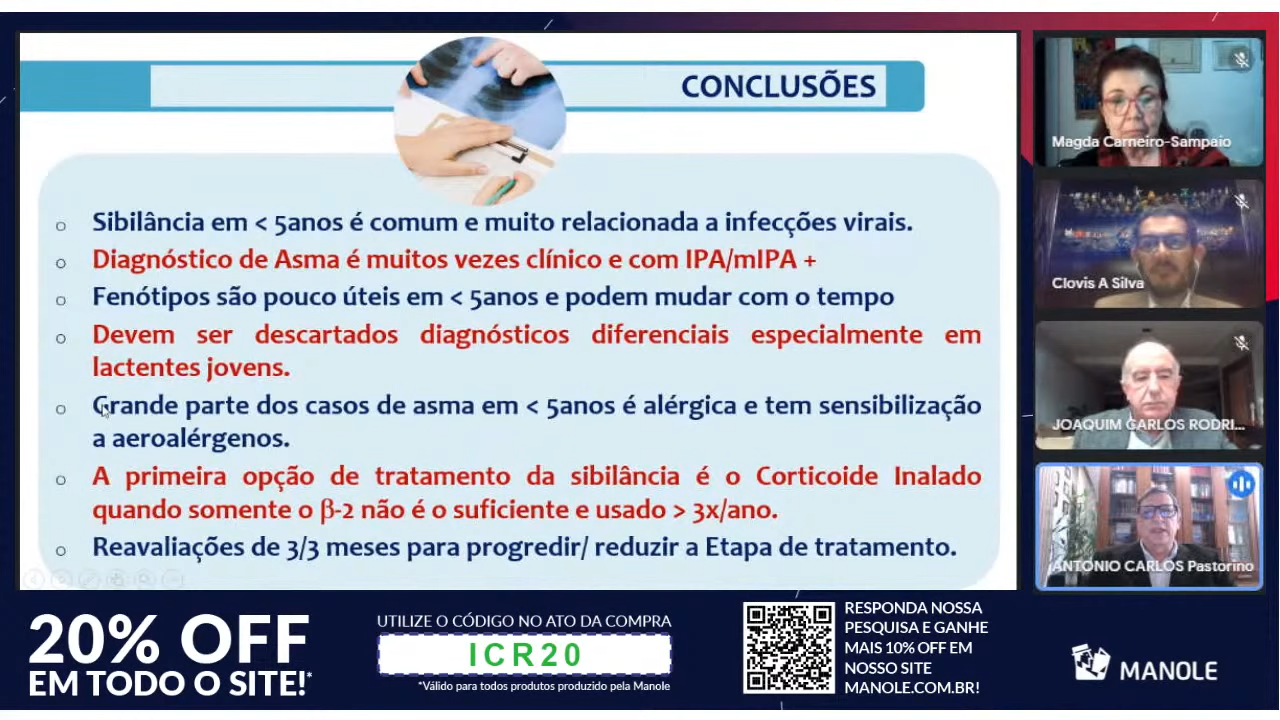 CONCLUSÕES
Sibilância em < 5anos é comum e muito relacionada a infecções virais.
Diagnóstico de Asma é muitos vezes clínico e com IPA/mIPA +
Fenótipos são pouco úteis em < 5anos e podem mudar com o tempo
Devem ser descartados diagnósticos diferenciais especialmente em
lactentes jovens.
Grande parte dos casos de asma em < 5anos é alérgica e tem sensibilização
a aeroalérgenos.
A primeira opção de tratamento da sibilância é o Corticoide Inalado
quando somente o β-2 não é o suficiente e usado > 3x/ano.
Reavaliações de 3/3 meses para progredir/ reduzir a Etapa de tratamento.
Magda Carneiro-Sampaio
Clovis A Silva
JOAQUIM CARLOS RODRI...
ANTONIO CARLOS Pastorino
20% OFF
EM TODO O SITE!*
UTILIZE O CÓDIGO NO ATO DA COMPRA
ICR20
*Válido para todos produtos produzido pela Manole
RESPONDA NOSSA
PESQUISA E GANHE
MAIS 10% OFF EM
NOSSO SITE
MANOLE.COM.BR!
MANOLE